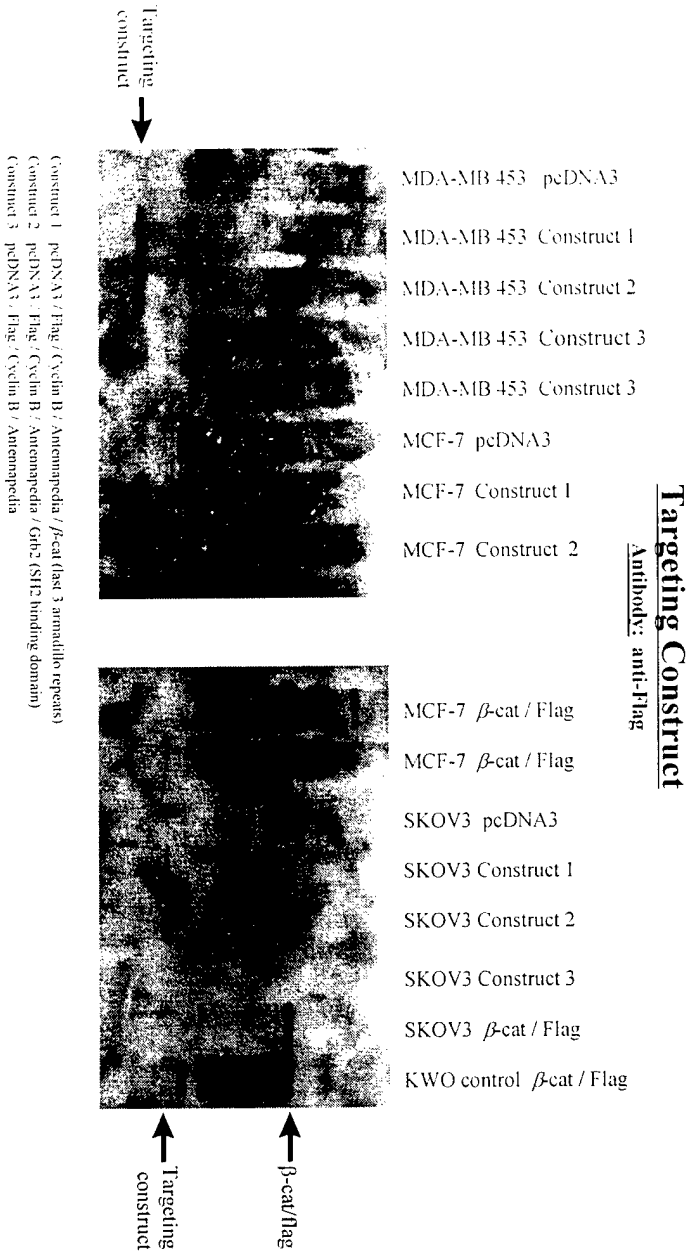 Targeting Construct
Antibody: anti-Flag
MDA-MB 453 pcDNA3
MDA-MB 453 Construct 1
MDA-MB 453 Construct 2
MDA-MB 453 Construct 3
MDA-MB 453 Construct 3
MCF-7 pcDNA3
MCF-7 Construct 1
MCF-7 Construct 2
MCF-7 β-cat / Flag
MCF-7 β-cat / Flag
SKOV3 pcDNA3
SKOV3 Construct 1
SKOV3 Construct 2
SKOV3 Construct 3
SKOV3 β-cat / Flag
KWO control β-cat / Flag
Targeting
construct
β-cat/flag
Targeting
construct
Construct 1 pcDNA3 / Flag / Cyclin B / Antennapedia / β-cat (last 3 armadillo repeats)
Construct 2 pcDNA3 / Flag / Cyclin B / Antennapedia / Grb2 (SH2 binding domain)
Construct 3 pcDNA3 / Flag / Cyclin B / Antennapedia